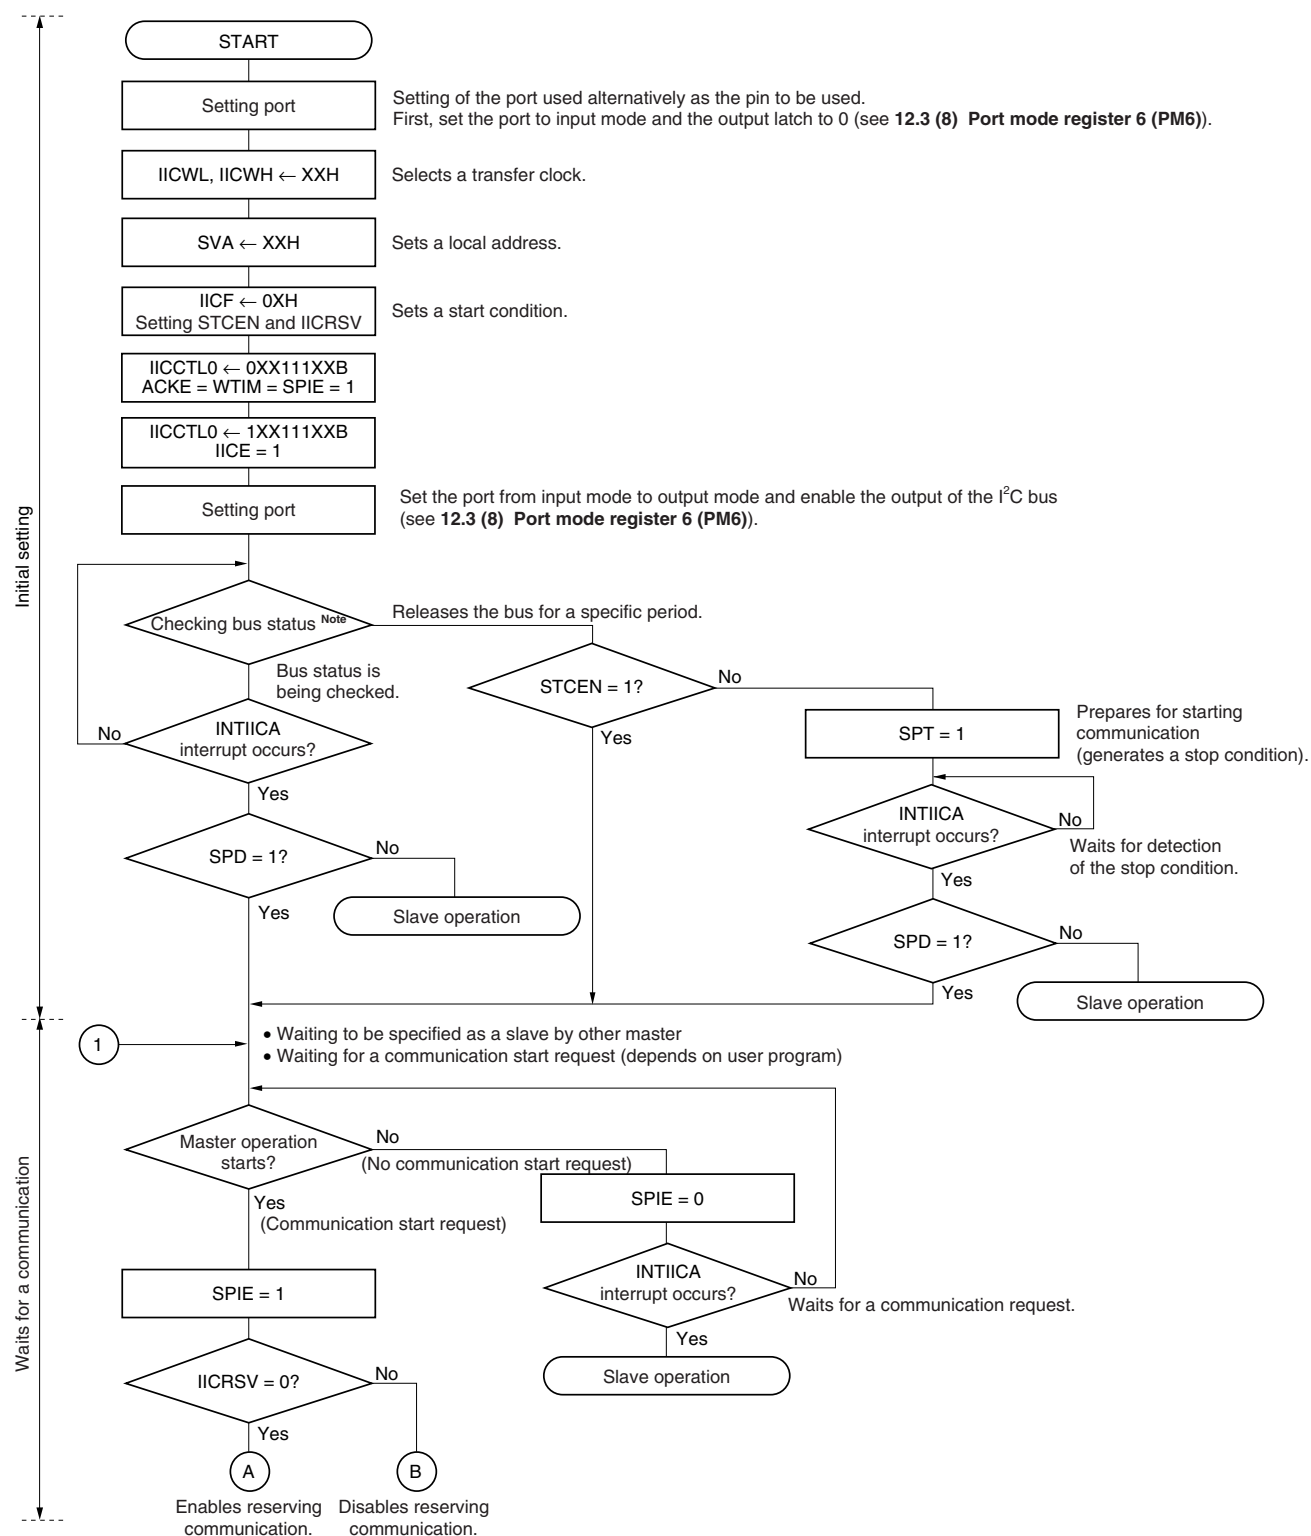 START
Setting port
Setting of the port used alternatively as the pin to be used.
First, set the port to input mode and the output latch to 0 (see 12.3 (8) Port mode register 6 (PM6)).
IICWL, IICWH ← XXH
Selects a transfer clock.
SVA ← XXH
Sets a local address.
IICF ← 0XH
Setting STCEN and IICRSV
Sets a start condition.
IICCTL0 ← 0XX111XXB
ACKE = WTIM = SPIE = 1
IICCTL0 ← 1XX111XXB
IICE = 1
Setting port
Set the port from input mode to output mode and enable the output of the I²C bus
(see 12.3 (8) Port mode register 6 (PM6)).
Initial setting
Checking bus status Note
Releases the bus for a specific period.
Bus status is
being checked.
STCEN = 1?
No
Yes
SPT = 1
Prepares for starting
communication
(generates a stop condition).
INTIICA
interrupt occurs?
No
Yes
INTIICA
interrupt occurs?
No
Waits for detection
of the stop condition.
Yes
SPD = 1?
No
Yes
Slave operation
SPD = 1?
No
Yes
Slave operation
1
• Waiting to be specified as a slave by other master
• Waiting for a communication start request (depends on user program)
Waits for a communication
Master operation
starts?
No
(No communication start request)
Yes
(Communication start request)
SPIE = 0
INTIICA
interrupt occurs?
No
Waits for a communication request.
Yes
Slave operation
SPIE = 1
IICRSV = 0?
No
Yes
A
B
Enables reserving
communication.
Disables reserving
communication.